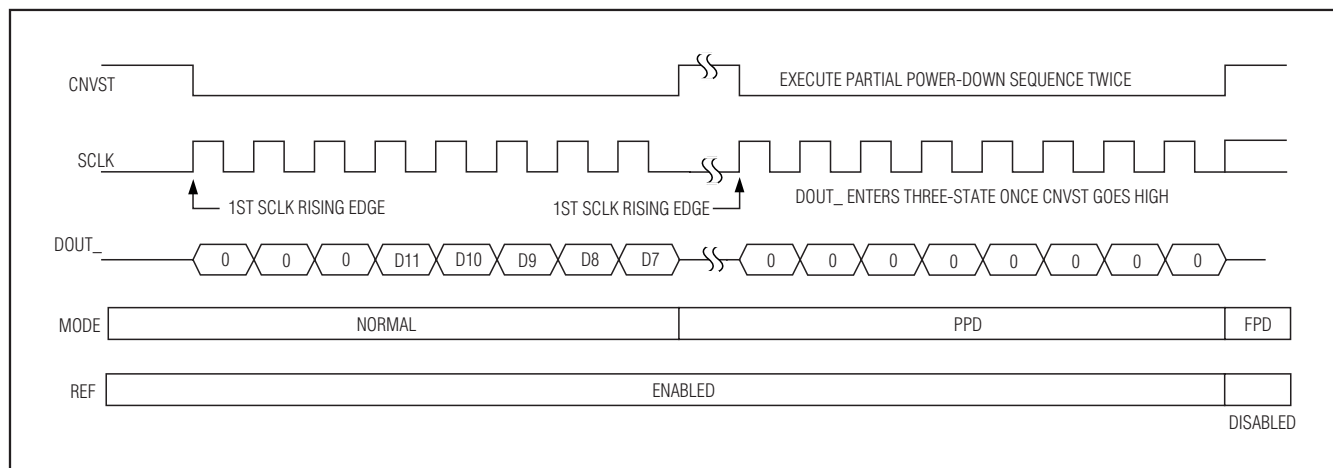 CNVST
EXECUTE PARTIAL POWER-DOWN SEQUENCE TWICE
SCLK
1ST SCLK RISING EDGE
1ST SCLK RISING EDGE
DOUT_ ENTERS THREE-STATE ONCE CNVST GOES HIGH
DOUT_
0 0 0 D11 D10 D9 D8 D7 0 0 0 0 0 0 0 0
MODE NORMAL PPD FPD
REF ENABLED
DISABLED